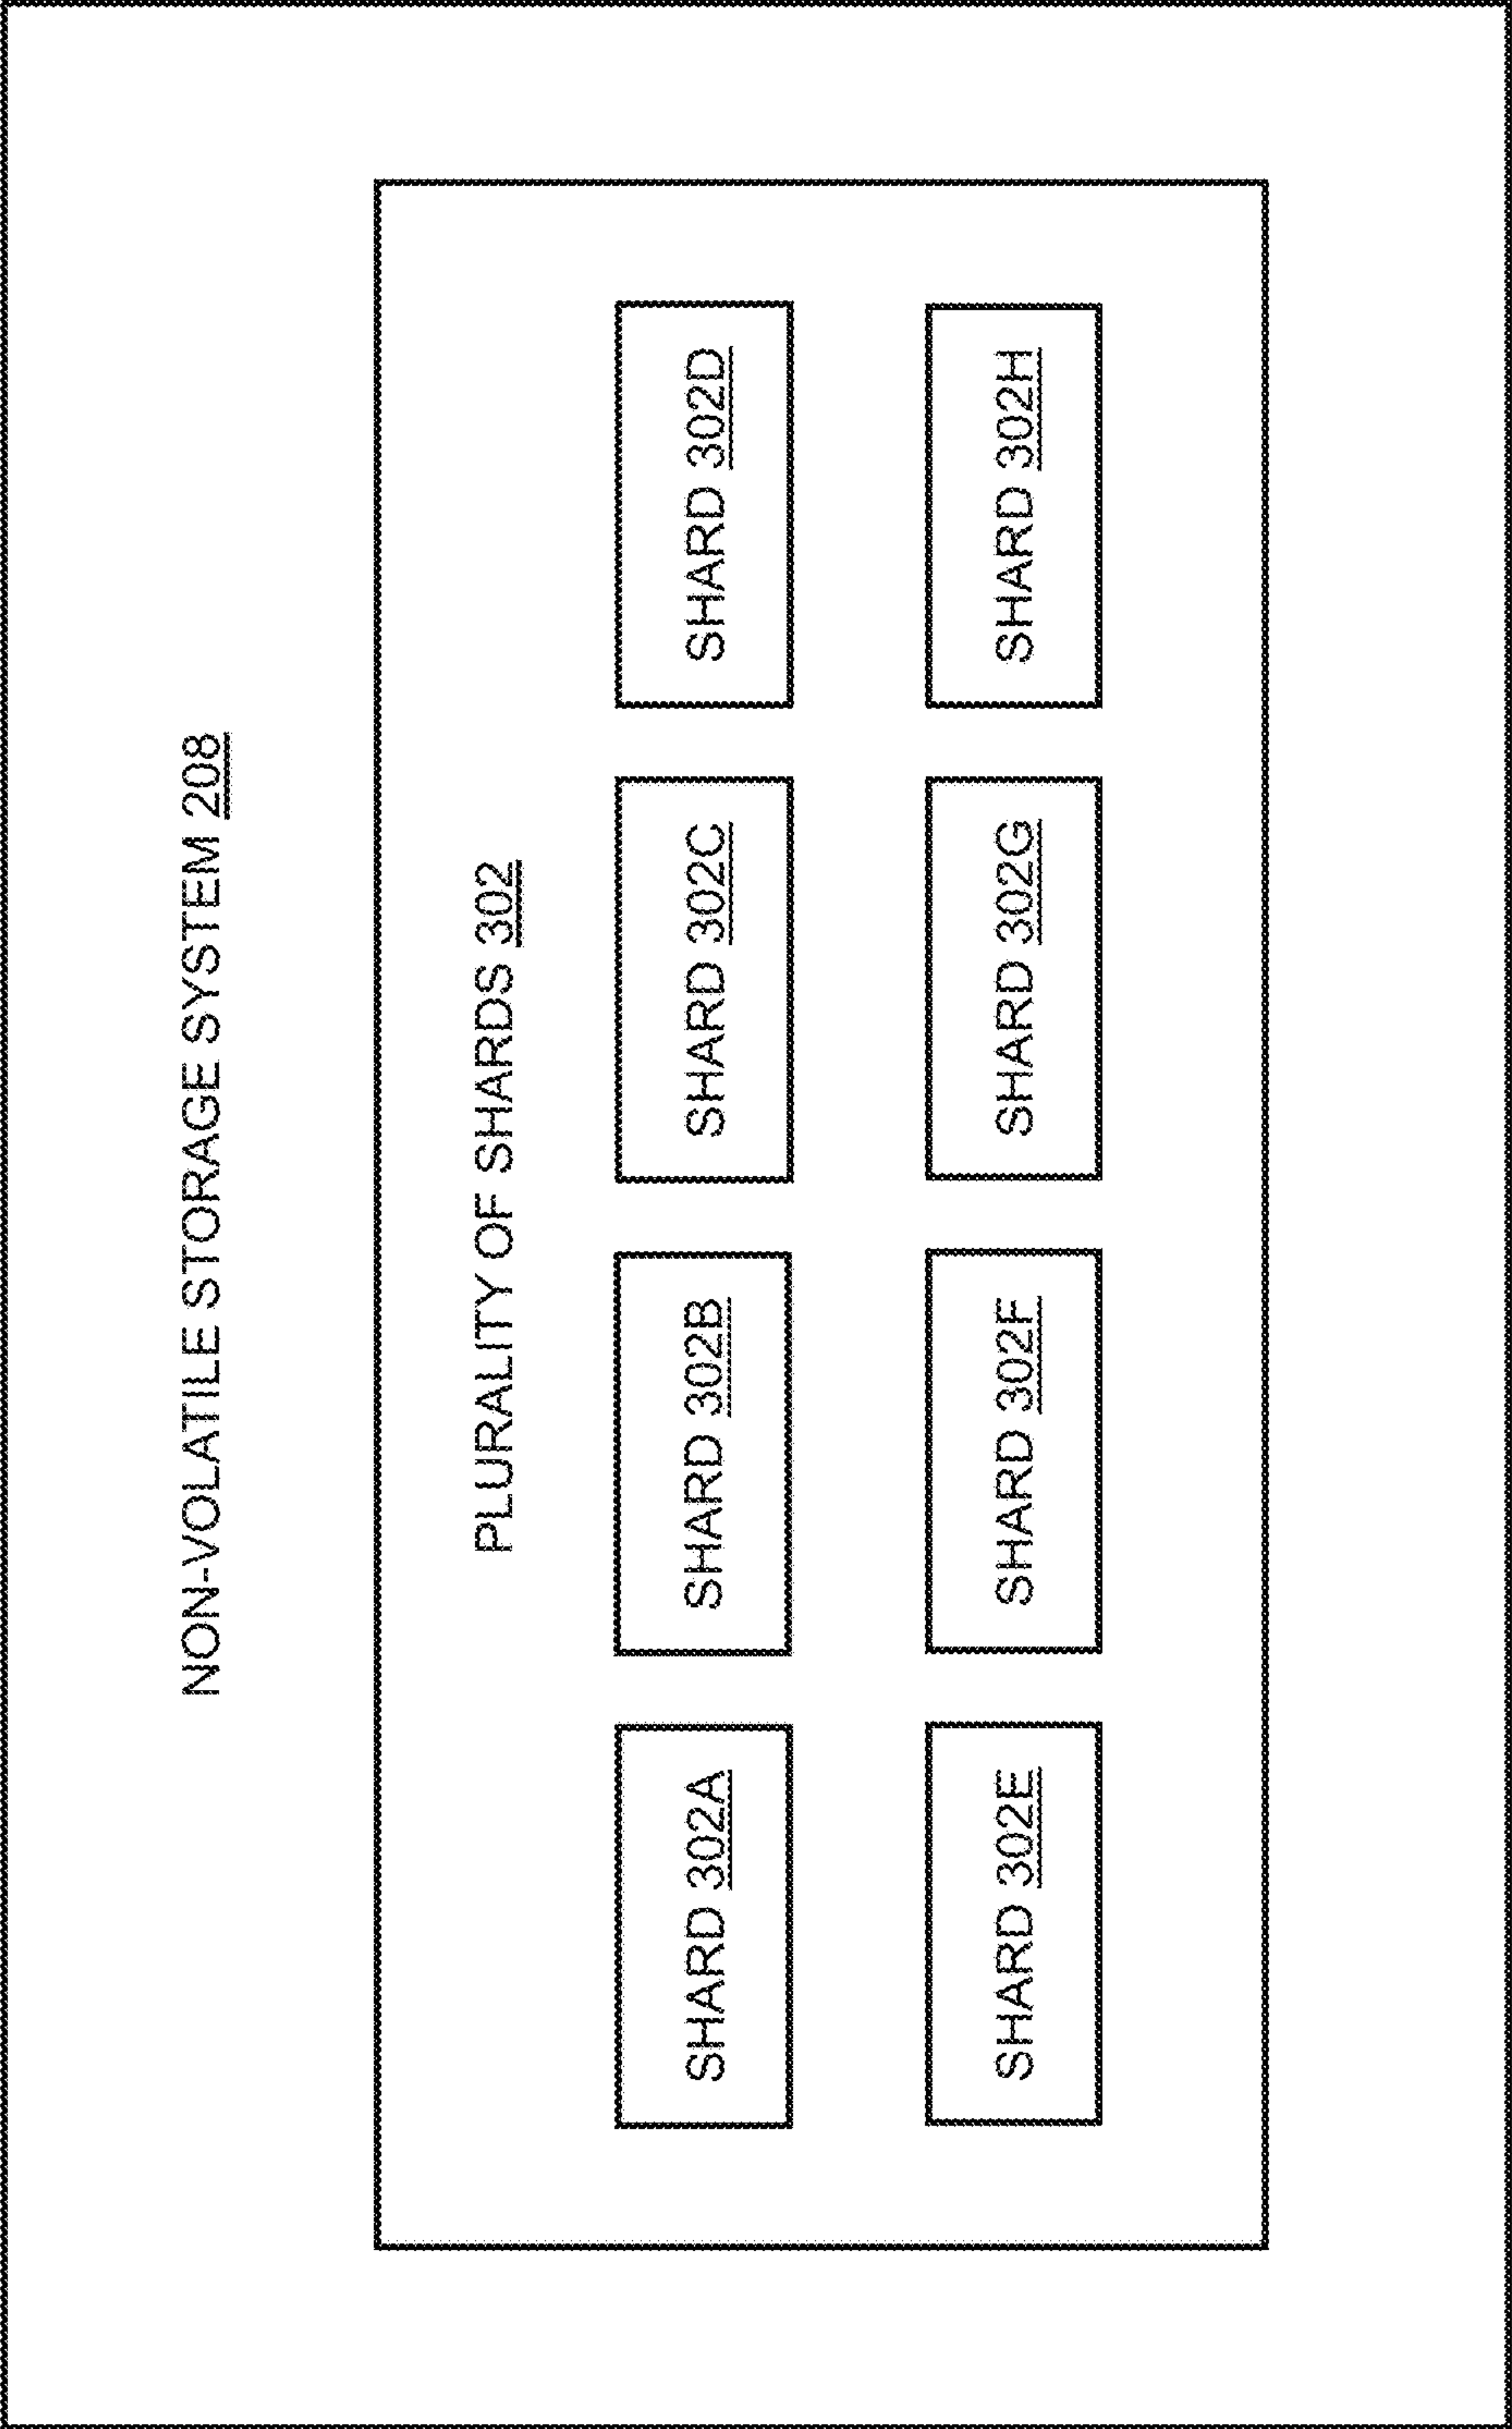 NON-VOLATILE STORAGE SYSTEM 208
PLURALITY OF SHARDS 302
SHARD 302A
SHARD 302B
SHARD 302C
SHARD 302D
SHARD 302E
SHARD 302F
SHARD 302G
SHARD 302H